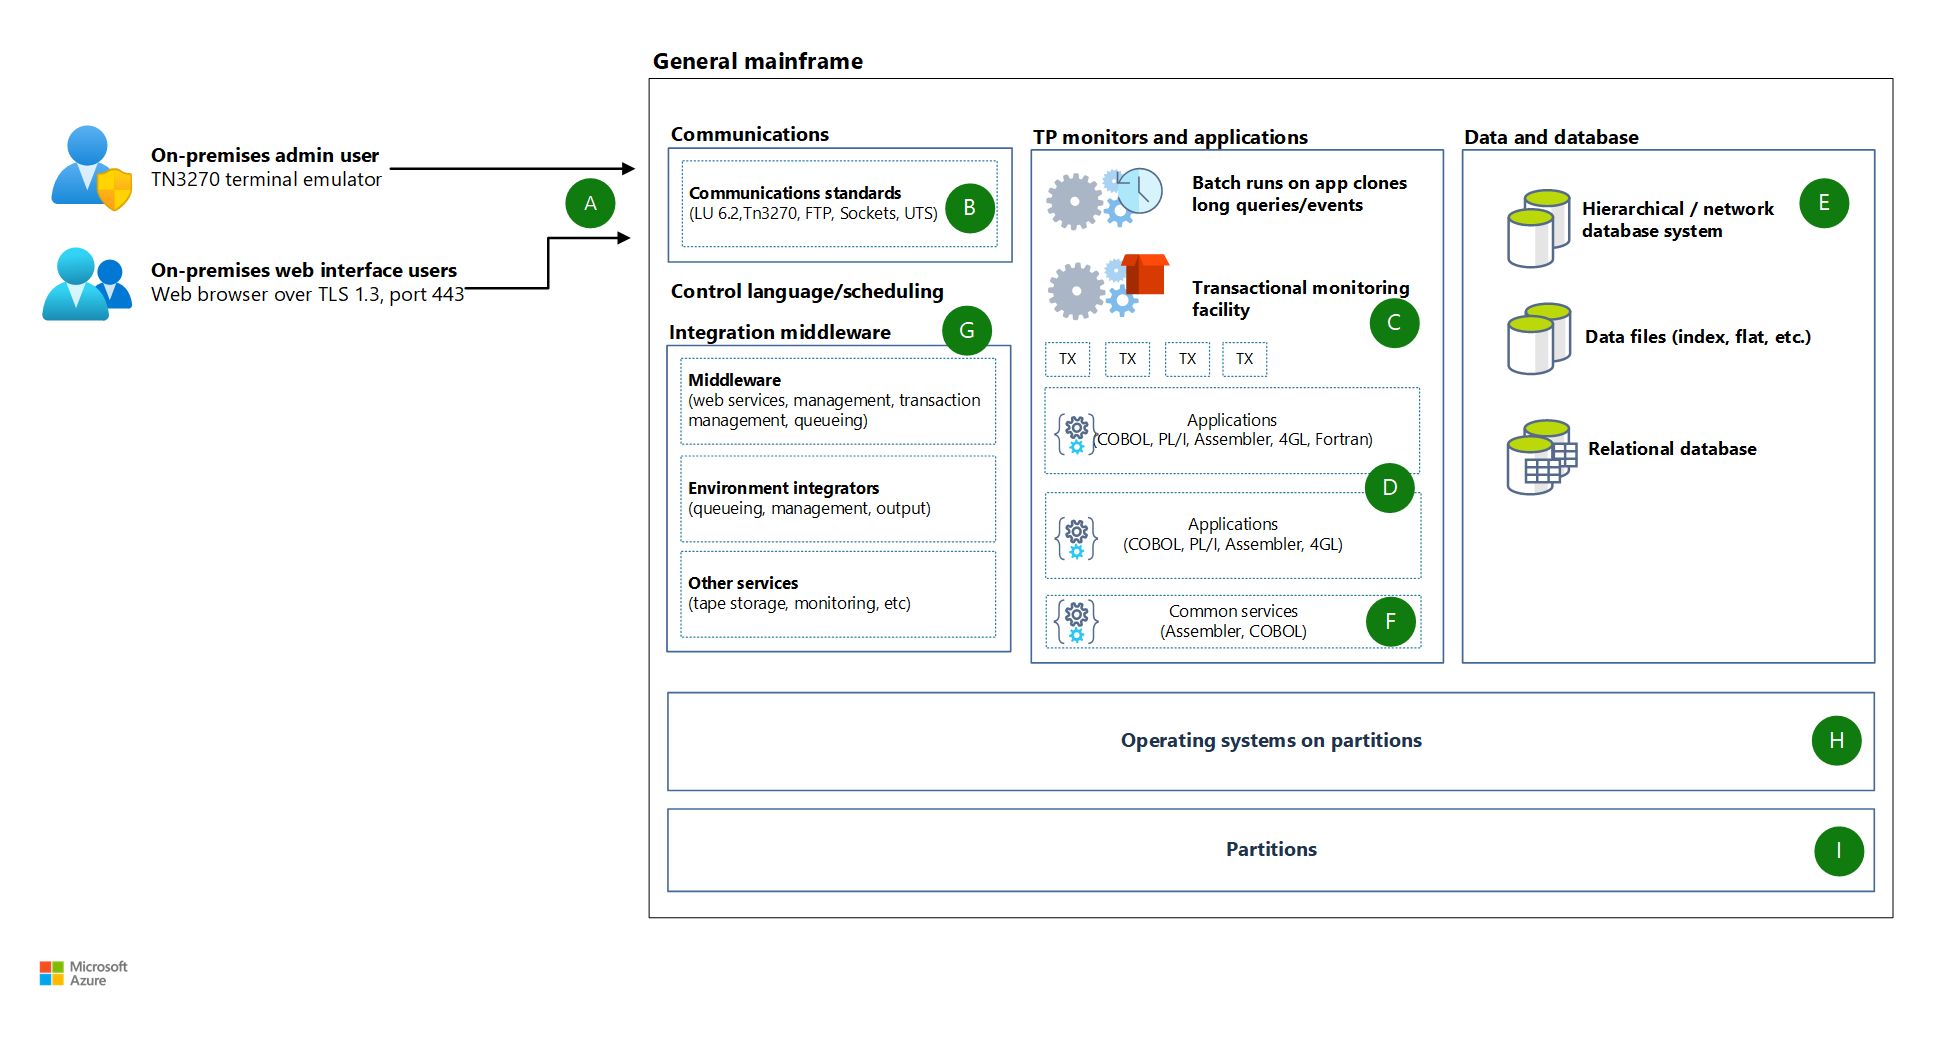 General mainframe
On-premises admin user
TN3270 terminal emulator
A
On-premises web interface users
Web browser over TLS 1.3, port 443
Communications
Communications standards
(LU 6.2,Tn3270, FTP, Sockets, UTS)
B
Control language/scheduling
Integration middleware
G
Middleware
(web services, management, transaction
management, queueing)
Environment integrators
(queueing, management, output)
Other services
(tape storage, monitoring, etc)
TP monitors and applications
Batch runs on app clones
long queries/events
Transactional monitoring
facility
C
TX
TX
TX
TX
Applications
(COBOL, PL/I, Assembler, 4GL, Fortran)
D
Applications
(COBOL, PL/I, Assembler, 4GL)
Common services
(Assembler, COBOL)
F
Data and database
E
Hierarchical / network
database system
Data files (index, flat, etc.)
Relational database
Operating systems on partitions
H
Partitions
I
Microsoft
Azure